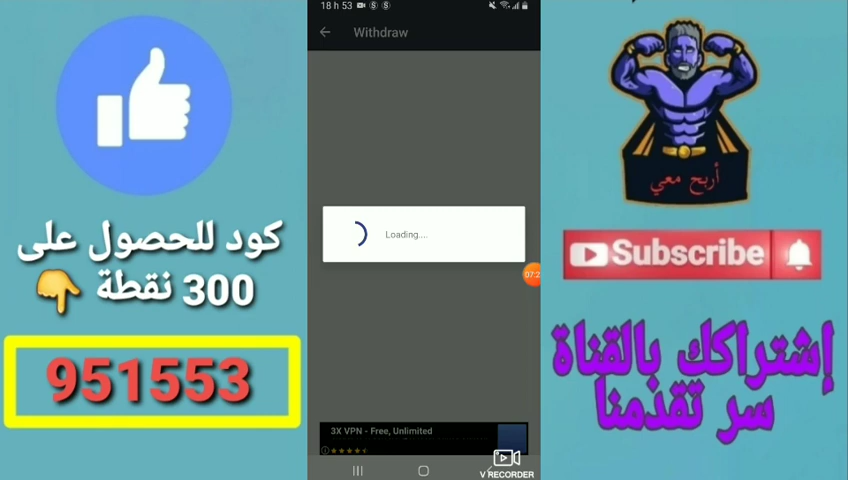 كود للحصول على
300 نقطة
951553
18 h 53
Withdraw
Loading....
07:2
3X VPN - Free, Unlimited
V RECORDER
أربح معي
Subscribe
إشتراكك بالقناة
سر تقدمنا